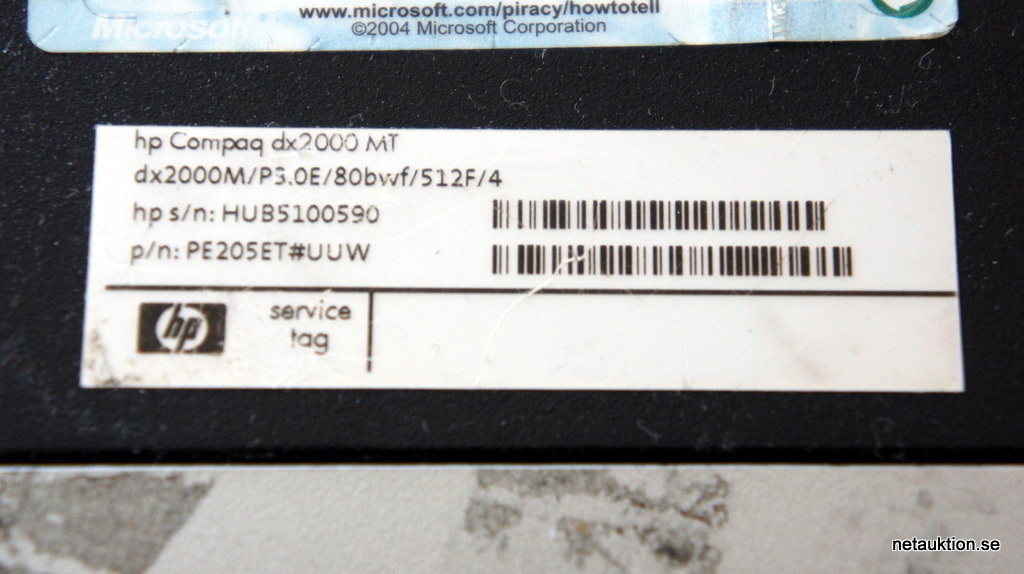 www.microsoft.com/piracy/howtotell
Microsoft ©2004 Microsoft Corporation
hp Compaq dx2000 MT
dx2000M/P3.0E/80bwf/512F/4
hp s/n: HUB5100590
p/n: PE205ET#UUW
hp service
tag
netauktion.se